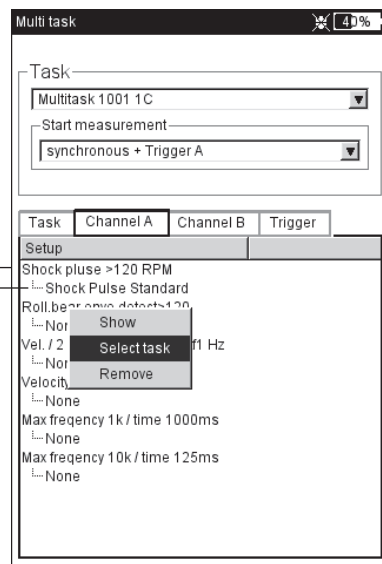 Multi task 40%
Task
Multitask 1001 1C
Start measurement
synchronous + Trigger A
Task Channel A Channel B Trigger
Setup
Shock pluse >120 RPM
Shock Pulse Standard
Roll.bear
Show
Vel. / 2 f1 Hz
Select task
Remove
None
Max freqency 1k / time 1000ms
None
Max freqency 10k / time 125ms
None